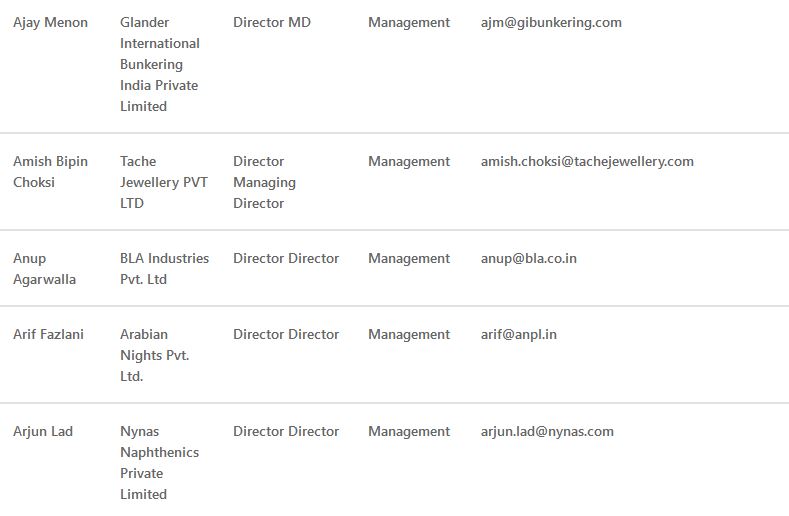 Ajay Menon Glander Director MD Management ajm@gibunkering.com
International
Bunkering
India Private
Limited
Amish Bipin Tache Director Management amish.choksi@tachejewellery.com
Choksi Jewellery PVT Managing
LTD Director
Anup BLA Industries Director Director Management anup@bla.co.in
Agarwalla Pvt. Ltd
Arif Fazlani Arabian Director Director Management arif@anpl.in
Nights Pvt.
Ltd.
Arjun Lad Nynas Director Director Management arjun.lad@nynas.com
Naphthenics
Private
Limited